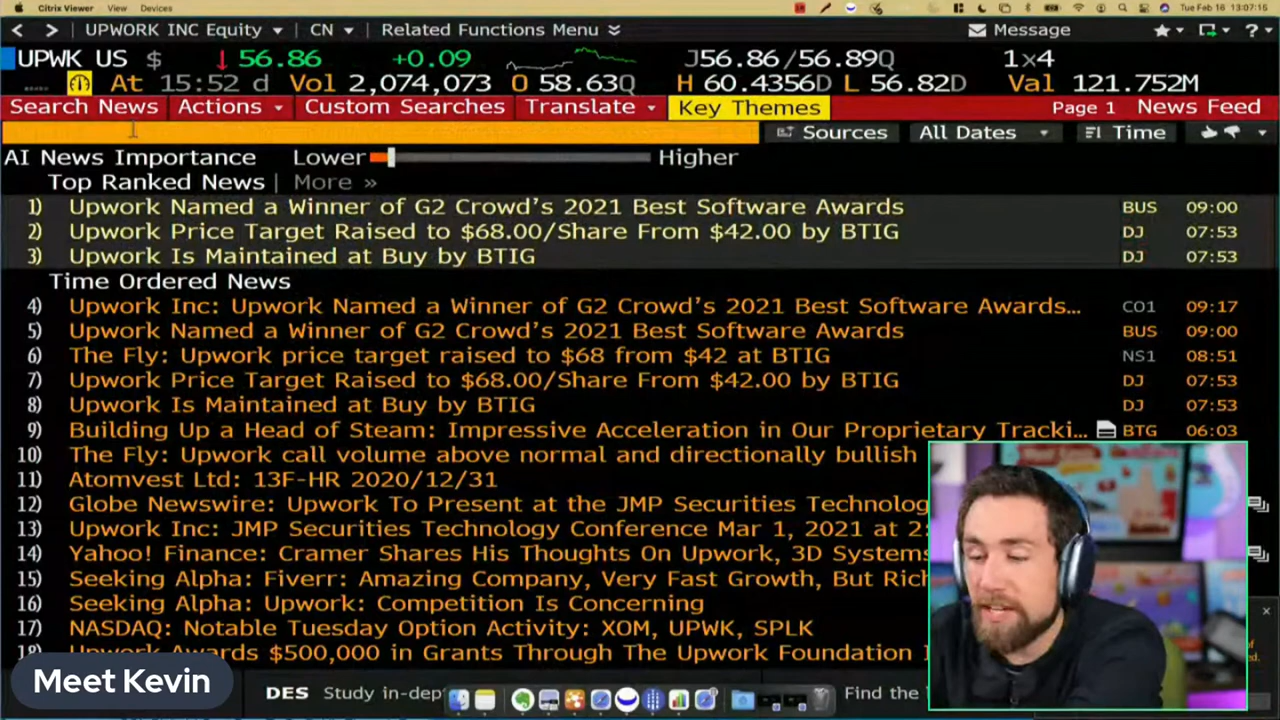 Citrix Viewer View Devices Tue Feb 16 13:07:15
UPWORK INC Equity CN Related Functions Menu Message ?
UPWK US $ 56.86 +0.09 J56.86/56.89Q 1×4
At 15:52 d Vol 2,074,073 O 58.63Q H 60.4356D L 56.82D Val 121.752M
Search News Actions Custom Searches Translate Key Themes Page 1 News Feed
Sources All Dates Time
AI News Importance Lower Higher
Top Ranked News | More »
1) Upwork Named a Winner of G2 Crowd's 2021 Best Software Awards BUS 09:00
2) Upwork Price Target Raised to $68.00/Share From $42.00 by BTIG DJ 07:53
3) Upwork Is Maintained at Buy by BTIG DJ 07:53
Time Ordered News
4) Upwork Inc: Upwork Named a Winner of G2 Crowd's 2021 Best Software Awards... CO1 09:17
5) Upwork Named a Winner of G2 Crowd's 2021 Best Software Awards BUS 09:00
6) The Fly: Upwork price target raised to $68 from $42 at BTIG NS1 08:51
7) Upwork Price Target Raised to $68.00/Share From $42.00 by BTIG DJ 07:53
8) Upwork Is Maintained at Buy by BTIG DJ 07:53
9) Building Up a Head of Steam: Impressive Acceleration in Our Proprietary Tracki... BTG 06:03
10) The Fly: Upwork call volume above normal and directionally bullish
11) Atomvest Ltd: 13F-HR 2020/12/31
12) Globe Newswire: Upwork To Present at the JMP Securities Technolog
13) Upwork Inc: JMP Securities Technology Conference Mar 1, 2021 at 2:
14) Yahoo! Finance: Cramer Shares His Thoughts On Upwork, 3D Systems
15) Seeking Alpha: Fiverr: Amazing Company, Very Fast Growth, But Rich
16) Seeking Alpha: Upwork: Competition Is Concerning
17) NASDAQ: Notable Tuesday Option Activity: XOM, UPWK, SPLK
18) Upwork Awards $500,000 in Grants Through The Upwork Foundation I
Meet Kevin
DES Study in-dep Find the